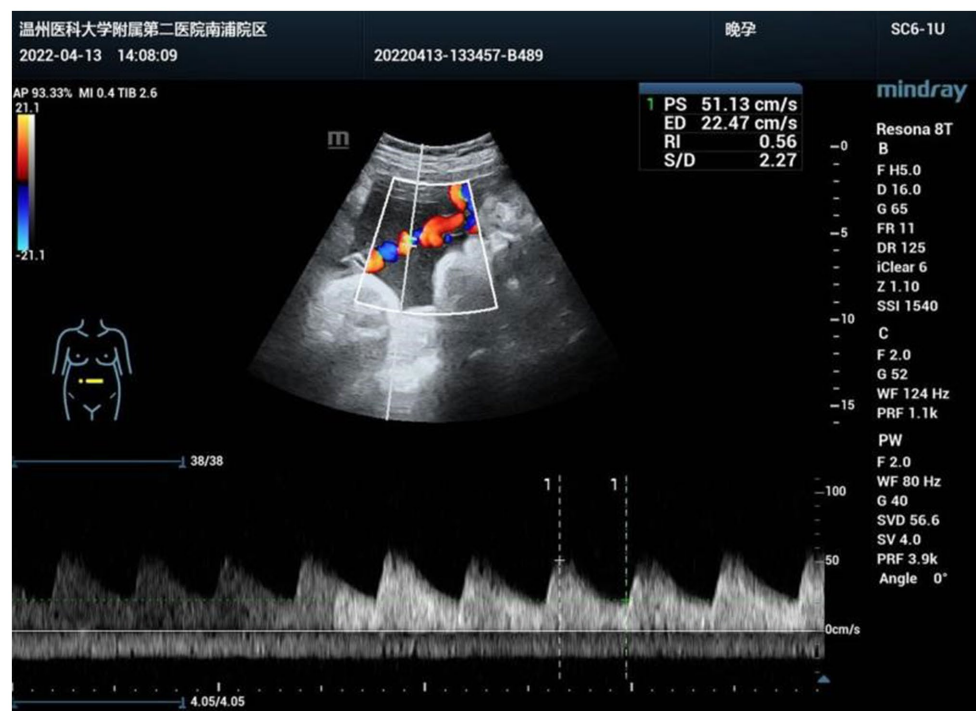 温州医科大学附属第二医院南浦院区
晚孕
SC6-1U
2022-04-13 14:08:09
20220413-133457-B489
AP 93.33% MI 0.4 TIB 2.6
21.1
-21.1
m
1 PS 51.13 cm/s
ED 22.47 cm/s
RI 0.56
S/D 2.27
0
5
10
15
mindray
Resona 8T
B
F H5.0
D 16.0
G 65
FR 11
DR 125
iClear 6
Z 1.10
SSI 1540
C
F 2.0
G 52
WF 124 Hz
PRF 1.1k
PW
F 2.0
WF 80 Hz
G 40
SVD 56.6
SV 4.0
PRF 3.9k
Angle 0°
38/38
1
1
100
50
0cm/s
4.05/4.05